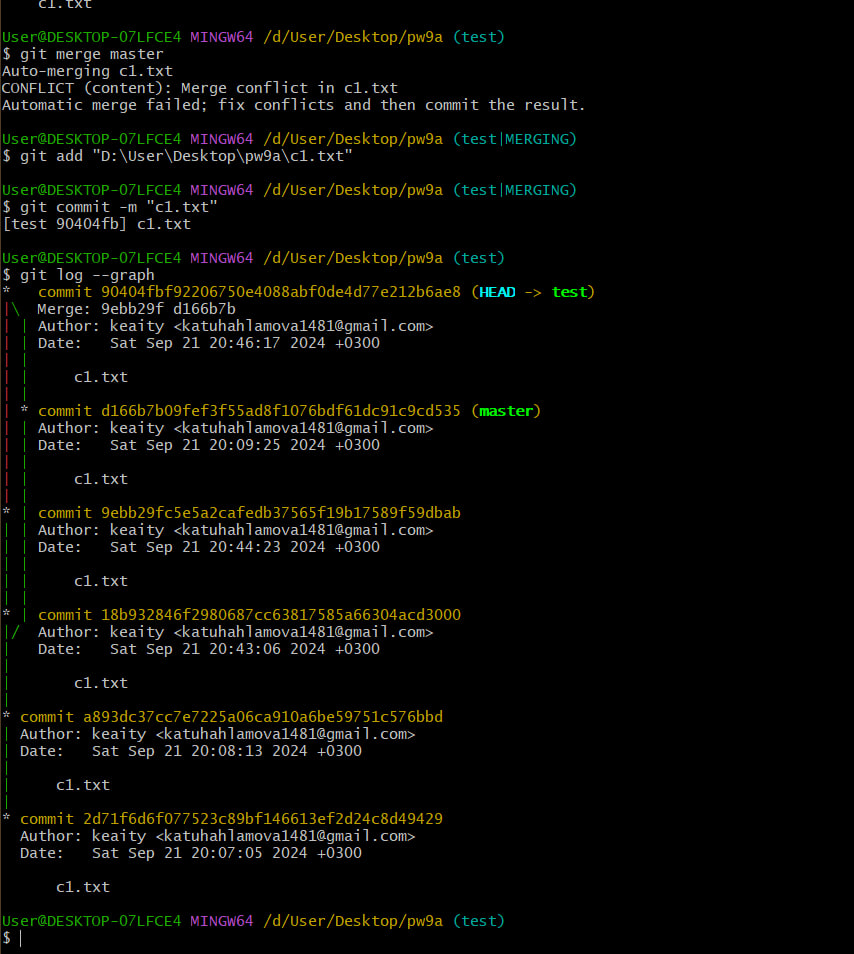 c1.txt
User@DESKTOP-07LFCE4 MINGW64 /d/User/Desktop/pw9a (test)
$ git merge master
Auto-merging c1.txt
CONFLICT (content): Merge conflict in c1.txt
Automatic merge failed; fix conflicts and then commit the result.
User@DESKTOP-07LFCE4 MINGW64 /d/User/Desktop/pw9a (test|MERGING)
$ git add "D:\User\Desktop\pw9a\c1.txt"
User@DESKTOP-07LFCE4 MINGW64 /d/User/Desktop/pw9a (test|MERGING)
$ git commit -m "c1.txt"
[test 90404fb] c1.txt
User@DESKTOP-07LFCE4 MINGW64 /d/User/Desktop/pw9a (test)
$ git log --graph
*   commit 90404fbf92206750e4088abf0de4d77e212b6ae8 (HEAD -> test)
|\  Merge: 9ebb29f d166b7b
| | Author: keaity <katuhahlamova1481@gmail.com>
| | Date:   Sat Sep 21 20:46:17 2024 +0300
| |
| |     c1.txt
| |
| * commit d166b7b09fef3f55ad8f1076bdf61dc91c9cd535 (master)
| | Author: keaity <katuhahlamova1481@gmail.com>
| | Date:   Sat Sep 21 20:09:25 2024 +0300
| |
| |     c1.txt
| |
* | commit 9ebb29fc5e5a2cafedb37565f19b17589f59dbab
| | Author: keaity <katuhahlamova1481@gmail.com>
| | Date:   Sat Sep 21 20:44:23 2024 +0300
| |
| |     c1.txt
| |
* | commit 18b932846f2980687cc63817585a66304acd3000
|/  Author: keaity <katuhahlamova1481@gmail.com>
|   Date:   Sat Sep 21 20:43:06 2024 +0300
|
|       c1.txt
|
* commit a893dc37cc7e7225a06ca910a6be59751c576bbd
| Author: keaity <katuhahlamova1481@gmail.com>
| Date:   Sat Sep 21 20:08:13 2024 +0300
|
|     c1.txt
|
* commit 2d71f6d6f077523c89bf146613ef2d24c8d49429
  Author: keaity <katuhahlamova1481@gmail.com>
  Date:   Sat Sep 21 20:07:05 2024 +0300
      c1.txt
User@DESKTOP-07LFCE4 MINGW64 /d/User/Desktop/pw9a (test)
$